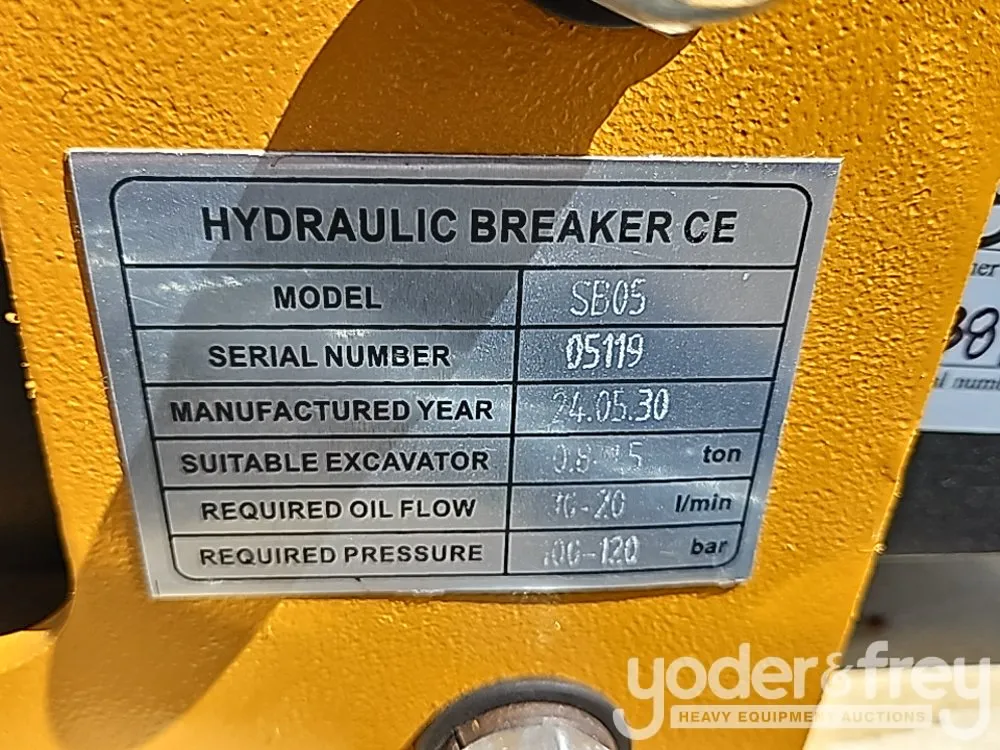 HYDRAULIC BREAKER CE
MODEL SB05
SERIAL NUMBER 05119
MANUFACTURED YEAR 24.05.30
SUITABLE EXCAVATOR ton
REQUIRED OIL FLOW l/min
REQUIRED PRESSURE bar
yoder&frey
HEAVY EQUIPMENT AUCTIONS